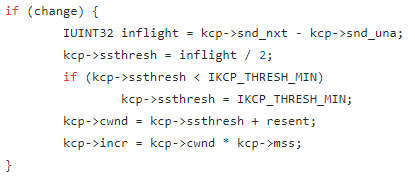 if (change) {
IUINT32 inflight = kcp->snd_nxt - kcp->snd_una;
kcp->ssthresh = inflight / 2;
if (kcp->ssthresh < IKCP_THRESH_MIN)
kcp->ssthresh = IKCP_THRESH_MIN;
kcp->cwnd = kcp->ssthresh + resent;
kcp->incr = kcp->cwnd * kcp->mss;
}